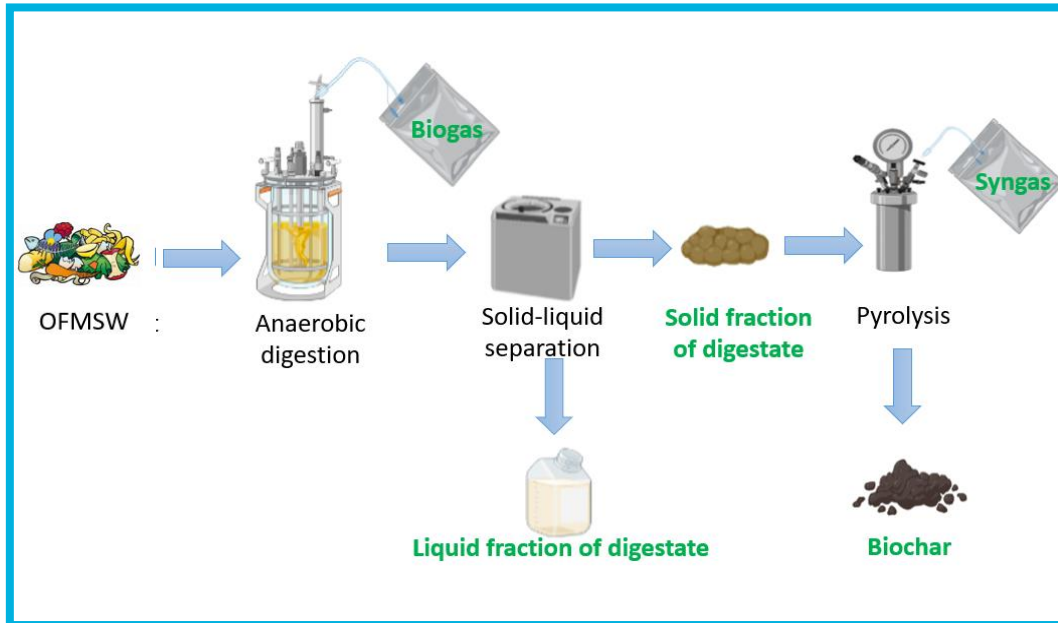 Biogas
Syngas
OFMSW :
Anaerobic
digestion
Solid-liquid
separation
Solid fraction
of digestate
Pyrolysis
Liquid fraction of digestate
Biochar